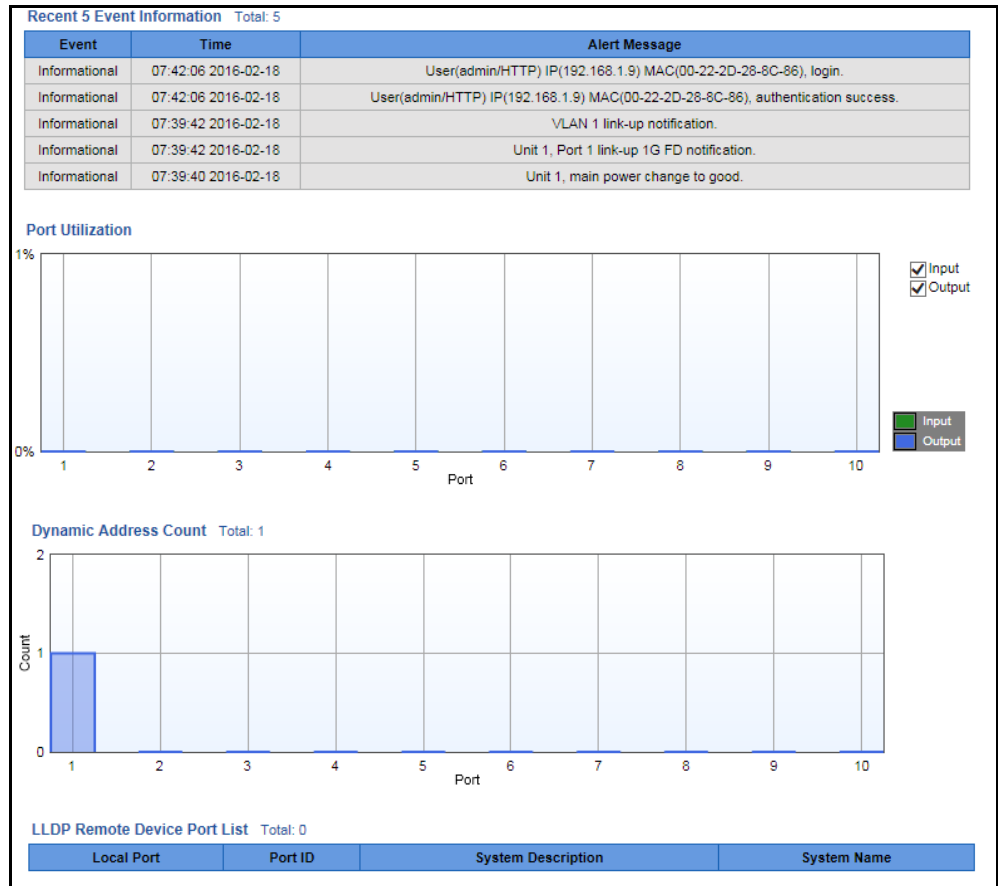 Recent 5 Event Information Total: 5
Event Time Alert Message
Informational 07:42:06 2016-02-18 User(admin/HTTP) IP(192.168.1.9) MAC(00-22-2D-28-8C-86), login.
Informational 07:42:06 2016-02-18 User(admin/HTTP) IP(192.168.1.9) MAC(00-22-2D-28-8C-86), authentication success.
Informational 07:39:42 2016-02-18 VLAN 1 link-up notification.
Informational 07:39:42 2016-02-18 Unit 1, Port 1 link-up 1G FD notification.
Informational 07:39:40 2016-02-18 Unit 1, main power change to good.
Port Utilization
1%
Input
Output
Input
Output
0%
1 2 3 4 5 6 7 8 9 10
Port
Dynamic Address Count Total: 1
2
Count
1
0
1 2 3 4 5 6 7 8 9 10
Port
LLDP Remote Device Port List Total: 0
Local Port Port ID System Description System Name